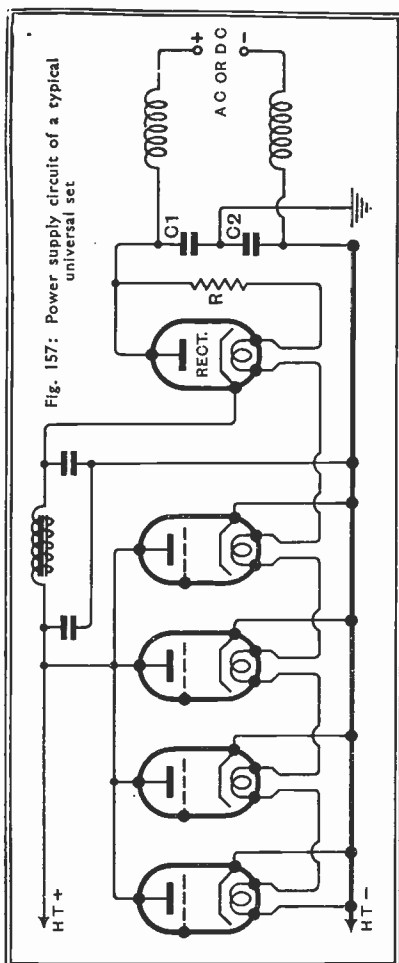 Fig. 157: Power supply circuit of a typical
universal set
HT+
+
AC OR DC
-
C1
C2
R
RECT.
HT-